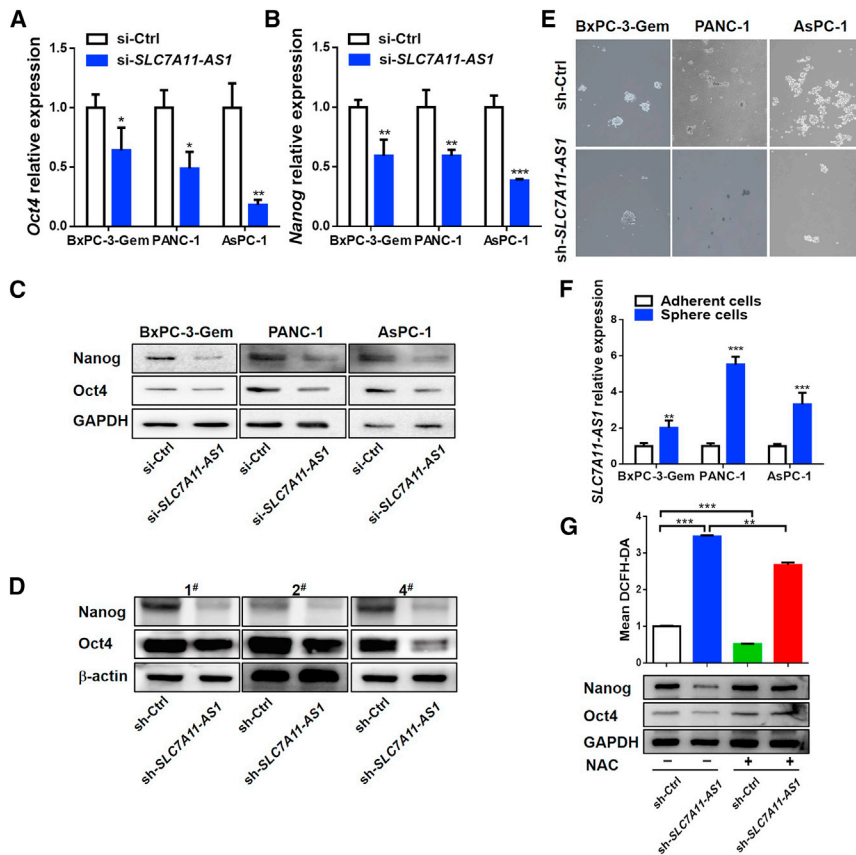 A
si-Ctrl
si-SLC7A11-AS1
Oct4 relative expression
1.5
1.0
0.5
0.0
* * **
BxPC-3-Gem PANC-1 AsPC-1
B
si-Ctrl
si-SLC7A11-AS1
Nanog relative expression
1.5
1.0
0.5
0.0
** ** ***
BxPC-3-Gem PANC-1 AsPC-1
C
BxPC-3-Gem PANC-1 AsPC-1
Nanog
Oct4
GAPDH
si-Ctrl si-SLC7A11-AS1 si-Ctrl si-SLC7A11-AS1 si-Ctrl si-SLC7A11-AS1
D
1# 2# 4#
Nanog
Oct4
β-actin
sh-Ctrl sh-SLC7A11-AS1 sh-Ctrl sh-SLC7A11-AS1 sh-Ctrl sh-SLC7A11-AS1
E
BxPC-3-Gem PANC-1 AsPC-1
sh-Ctrl
sh-SLC7A11-AS1
F
Adherent cells
Sphere cells
SLC7A11-AS1 relative expression
8
6
4
2
0
** *** ***
BxPC-3-Gem PANC-1 AsPC-1
G
***
*** **
Mean DCFH-DA
4
3
2
1
0
Nanog
Oct4
GAPDH
NAC − − + +
sh-Ctrl sh-SLC7A11-AS1 sh-Ctrl sh-SLC7A11-AS1